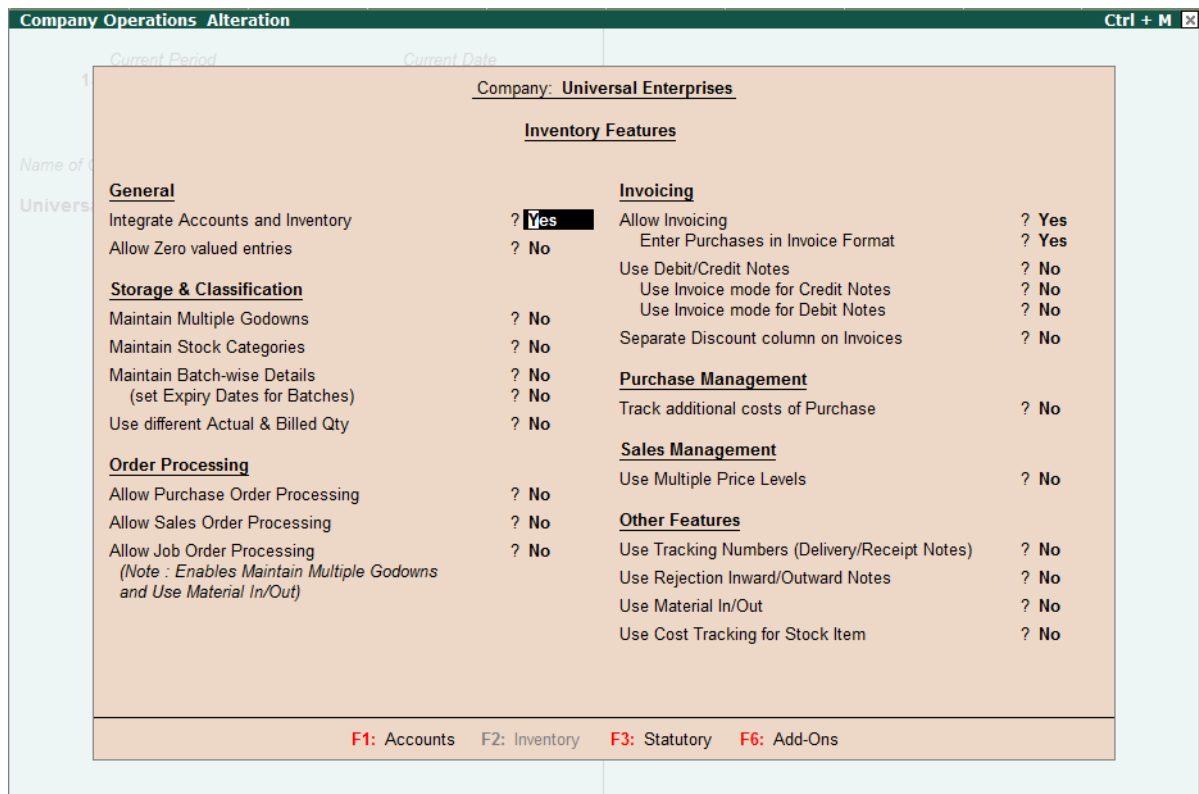 Company Operations Alteration
Ctrl + M
Current Period
Current Date
1
Name of
Univers
Company: Universal Enterprises
Inventory Features
General
Integrate Accounts and Inventory ? Yes
Allow Zero valued entries ? No
Storage & Classification
Maintain Multiple Godowns ? No
Maintain Stock Categories ? No
Maintain Batch-wise Details ? No
(set Expiry Dates for Batches) ? No
Use different Actual & Billed Qty ? No
Order Processing
Allow Purchase Order Processing ? No
Allow Sales Order Processing ? No
Allow Job Order Processing ? No
(Note : Enables Maintain Multiple Godowns
and Use Material In/Out)
Invoicing
Allow Invoicing ? Yes
Enter Purchases in Invoice Format ? Yes
Use Debit/Credit Notes ? No
Use Invoice mode for Credit Notes ? No
Use Invoice mode for Debit Notes ? No
Separate Discount column on Invoices ? No
Purchase Management
Track additional costs of Purchase ? No
Sales Management
Use Multiple Price Levels ? No
Other Features
Use Tracking Numbers (Delivery/Receipt Notes) ? No
Use Rejection Inward/Outward Notes ? No
Use Material In/Out ? No
Use Cost Tracking for Stock Item ? No
F1: Accounts F2: Inventory F3: Statutory F6: Add-Ons